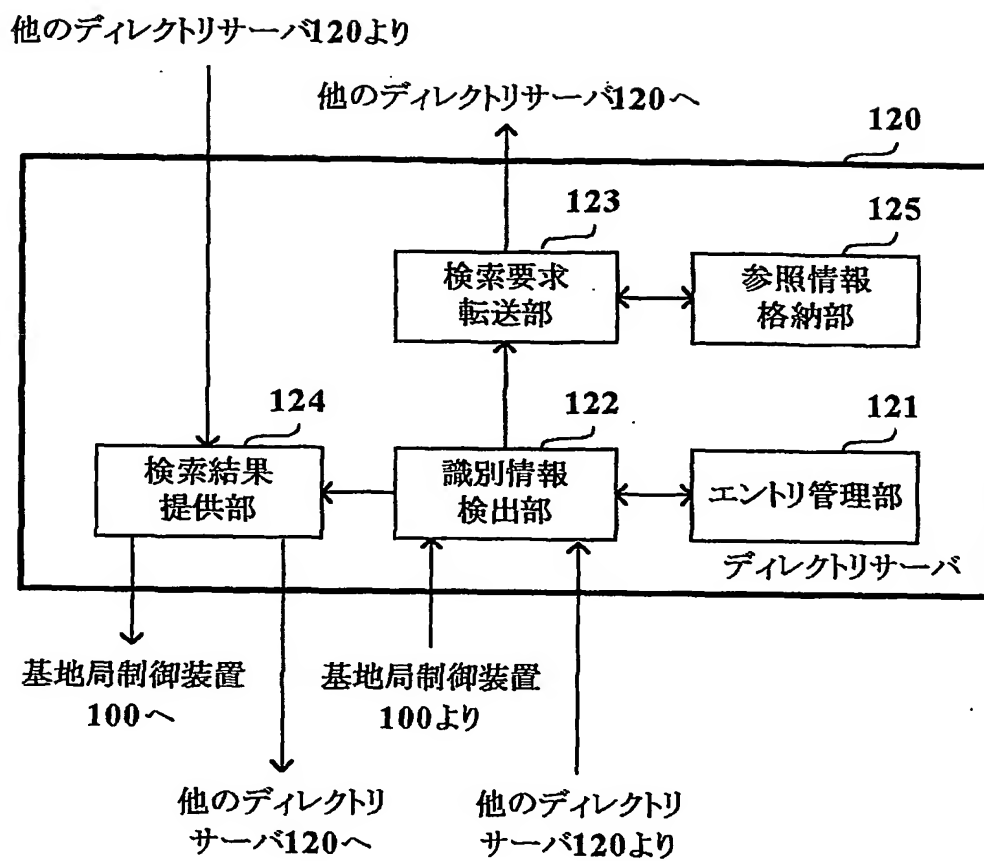 他のディレクトリサーバ120より
他のディレクトリサーバ120へ
120
123
125
検索要求
転送部
参照情報
格納部
124
122
121
検索結果
提供部
識別情報
検出部
エントリ管理部
ディレクトリサーバ
基地局制御装置
100へ
基地局制御装置
100より
他のディレクトリ
サーバ120へ
他のディレクトリ
サーバ120より